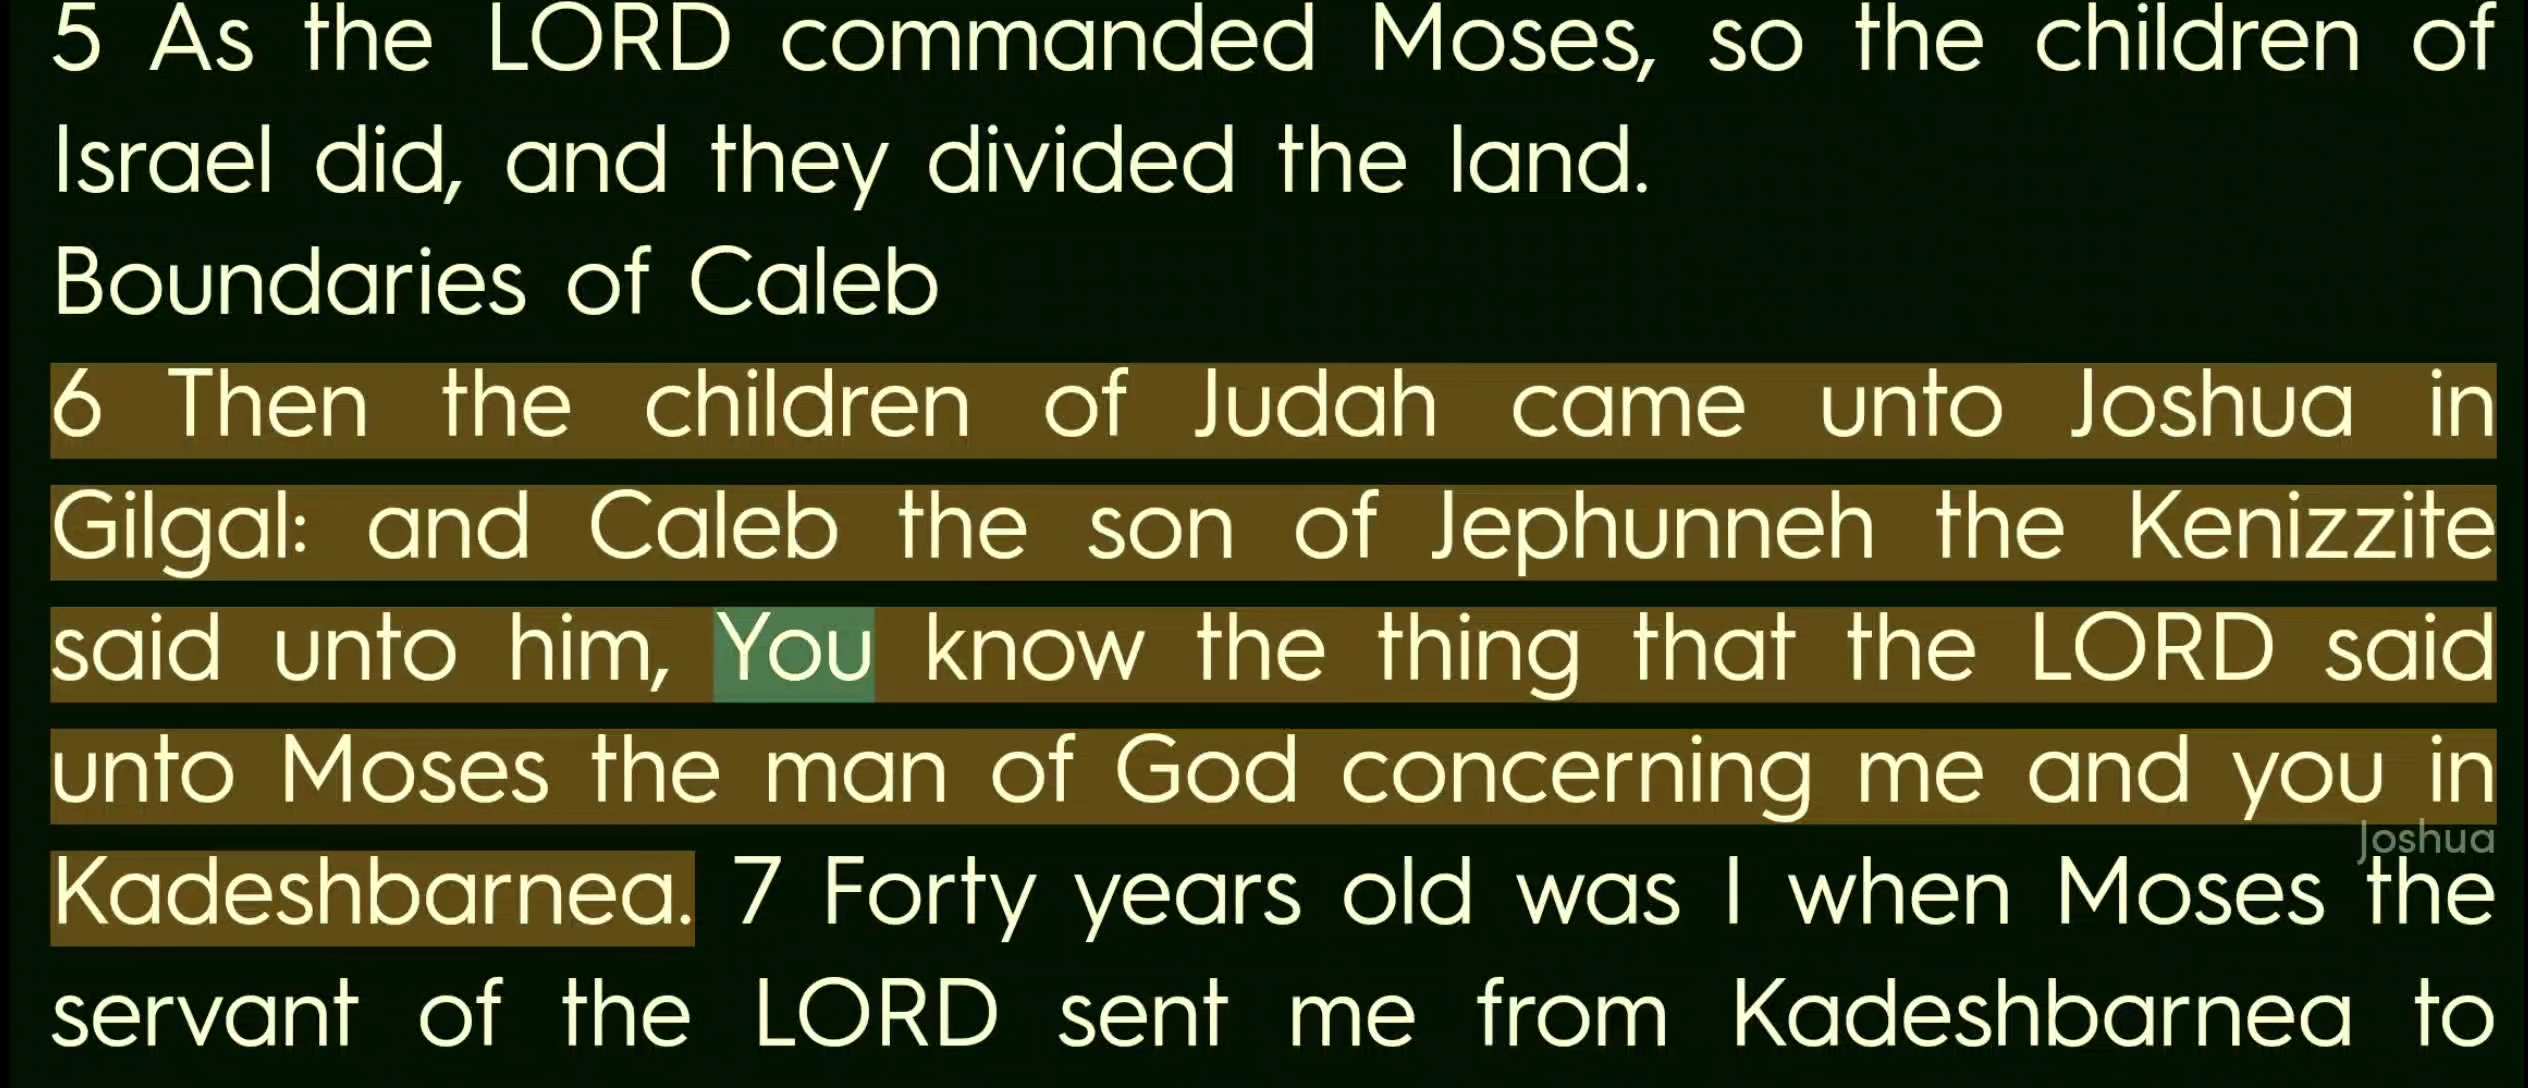 5 As the LORD commanded Moses, so the children of
Israel did, and they divided the land.
Boundaries of Caleb
6 Then the children of Judah came unto Joshua in
Gilgal: and Caleb the son of Jephunneh the Kenizzite
said unto him, You know the thing that the LORD said
unto Moses the man of God concerning me and you in
Joshua
Kadeshbarnea. 7 Forty years old was I when Moses the
servant of the LORD sent me from Kadeshbarnea to